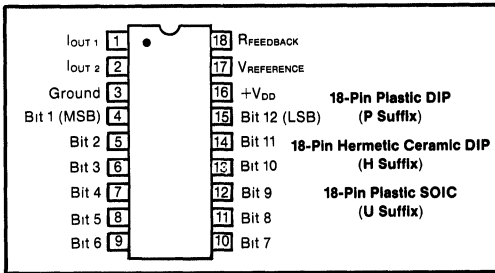 IOUT 1 1 18 RFEEDBACK
IOUT 2 2 17 VREFERENCE
Ground 3 16 +VDD
Bit 1 (MSB) 4 15 Bit 12 (LSB)
Bit 2 5 14 Bit 11
Bit 3 6 13 Bit 10
Bit 4 7 12 Bit 9
Bit 5 8 11 Bit 8
Bit 6 9 10 Bit 7
18-Pin Plastic DIP
(P Suffix)
18-Pin Hermetic Ceramic DIP
(H Suffix)
18-Pin Plastic SOIC
(U Suffix)